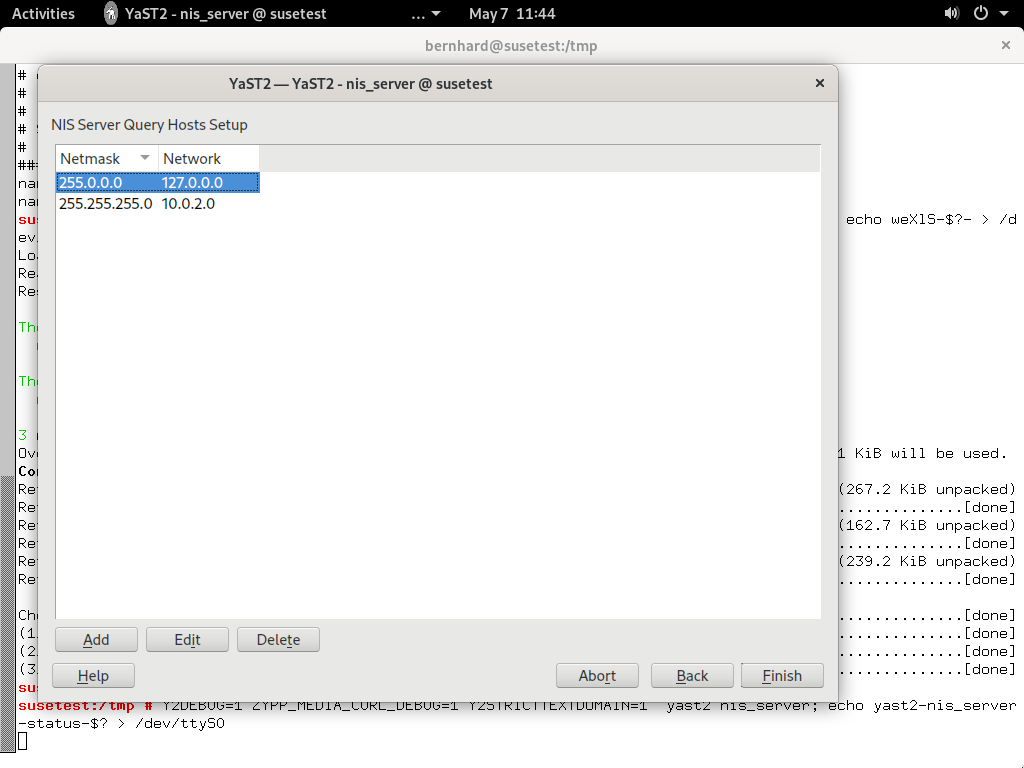 Activities YaST2 - nis_server @ susetest ... May 7 11:44
bernhard@susetest:/tmp
YaST2 — YaST2 - nis_server @ susetest
NIS Server Query Hosts Setup
Netmask Network
255.0.0.0 127.0.0.0
255.255.255.0 10.0.2.0
#
#
#
#
#
echo weXlS-$?- > /d
1 KiB will be used.
(267.2 KiB unpacked)
..............[done]
(162.7 KiB unpacked)
..............[done]
(239.2 KiB unpacked)
..............[done]
..............[done]
(1 ..............[done]
(2 ..............[done]
(3 ..............[done]
Add Edit Delete
Help Abort Back Finish
susetest:/tmp # Y2DEBUG=1 ZYPP_MEDIA_CURL_DEBUG=1 Y2STRICTTEXTDOMAIN=1 yast2 nis_server; echo yast2-nis_server
-status-$? > /dev/ttyS0